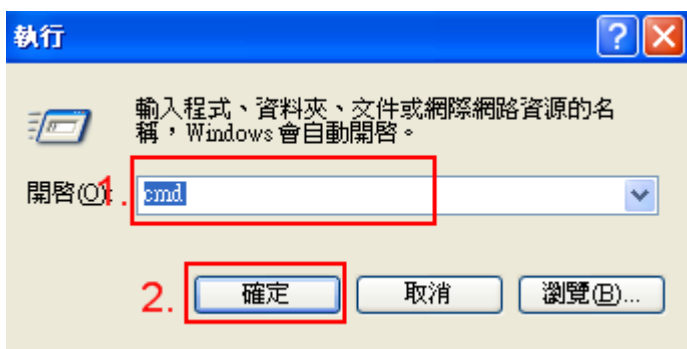 執行
輸入程式、資料夾、文件或網際網路資源的名
稱，Windows 會自動開啓。
開啓(O): 1. cmd
2. 確定 取消 瀏覽(B)...